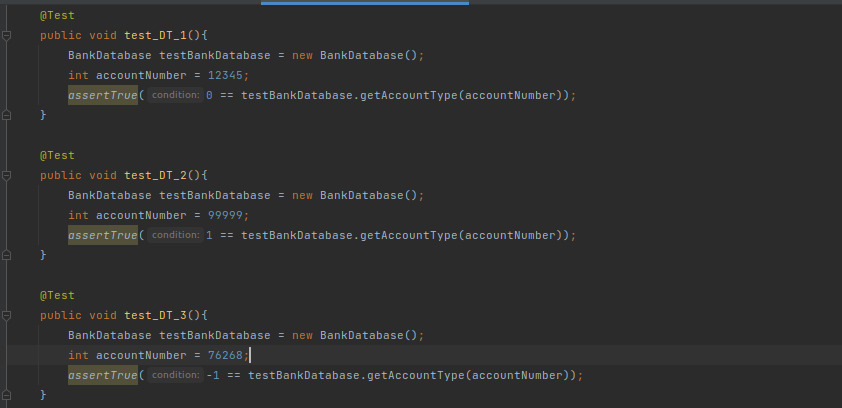 @Test
public void test_DT_1(){
BankDatabase testBankDatabase = new BankDatabase();
int accountNumber = 12345;
assertTrue( condition: 0 == testBankDatabase.getAccountType(accountNumber));
}
@Test
public void test_DT_2(){
BankDatabase testBankDatabase = new BankDatabase();
int accountNumber = 99999;
assertTrue( condition: 1 == testBankDatabase.getAccountType(accountNumber));
}
@Test
public void test_DT_3(){
BankDatabase testBankDatabase = new BankDatabase();
int accountNumber = 76268;
assertTrue( condition: -1 == testBankDatabase.getAccountType(accountNumber));
}